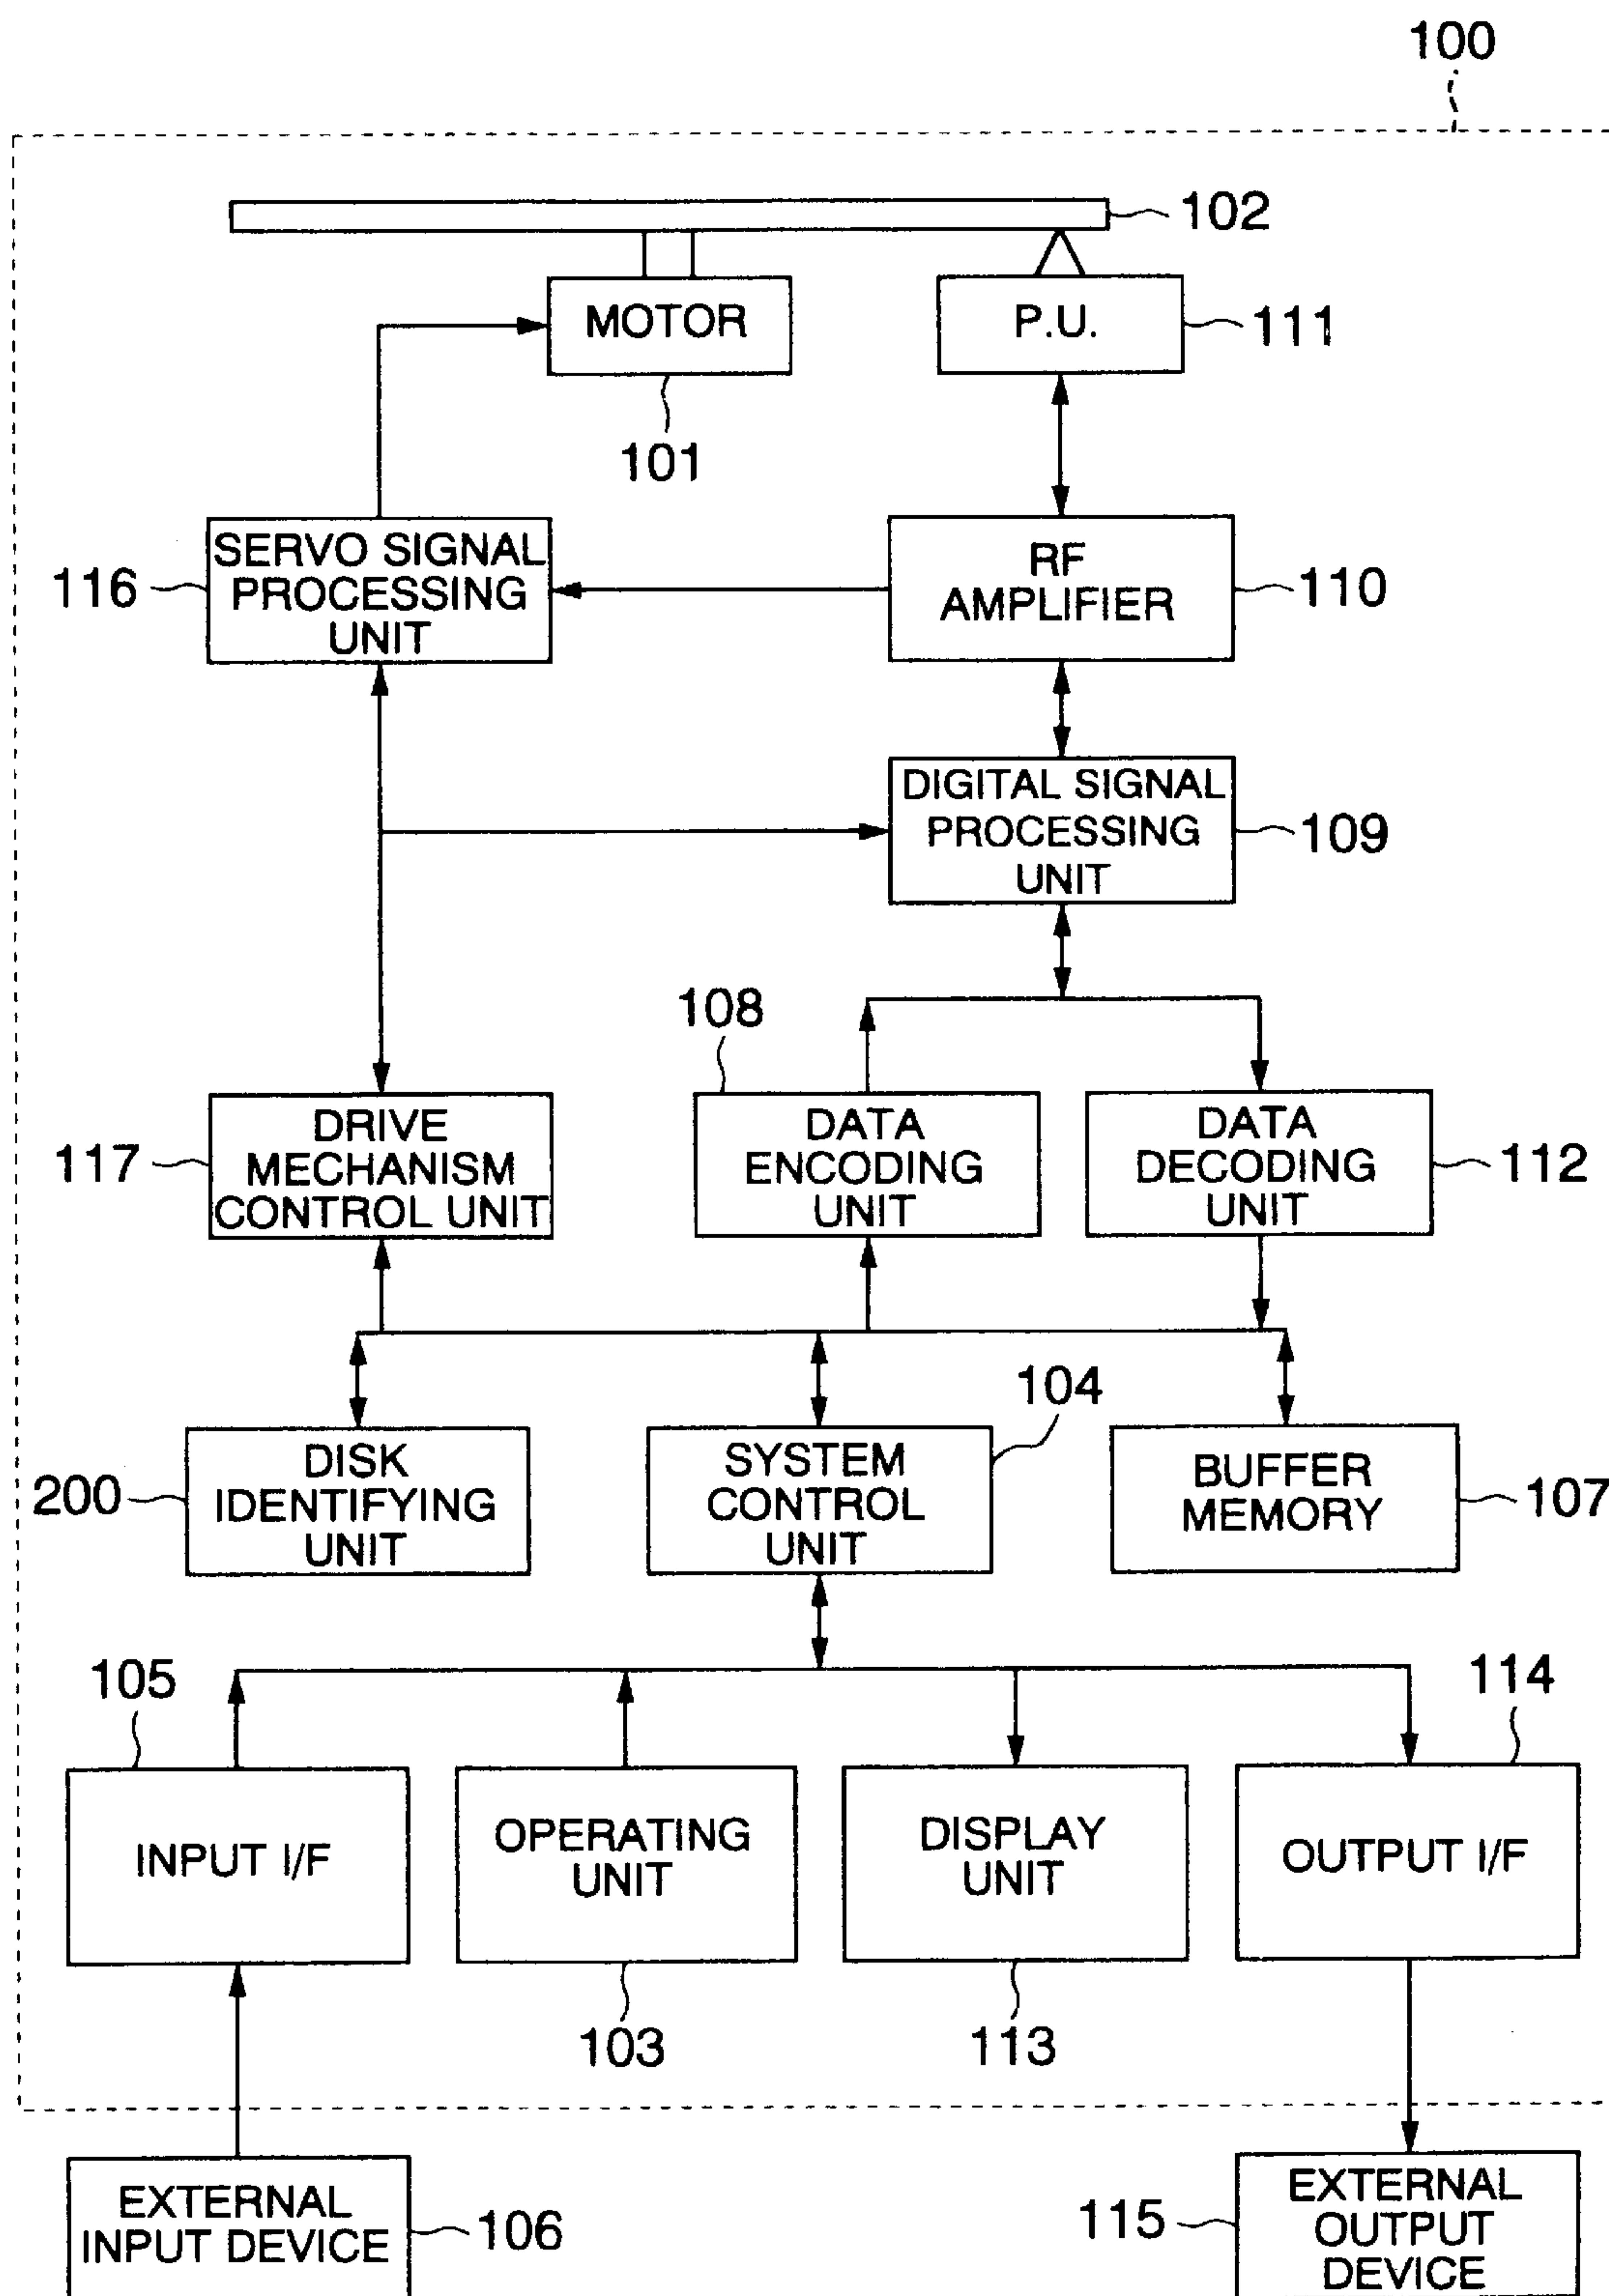 100
102
MOTOR
P.U.
111
101
SERVO SIGNAL
PROCESSING
UNIT
116
RF
AMPLIFIER
110
DIGITAL SIGNAL
PROCESSING
UNIT
109
108
DRIVE
MECHANISM
CONTROL UNIT
117
DATA
ENCODING
UNIT
DATA
DECODING
UNIT
112
104
DISK
IDENTIFYING
UNIT
200
SYSTEM
CONTROL
UNIT
BUFFER
MEMORY
107
105
114
INPUT I/F
OPERATING
UNIT
DISPLAY
UNIT
OUTPUT I/F
103
113
EXTERNAL
INPUT DEVICE
106
115
EXTERNAL
OUTPUT
DEVICE